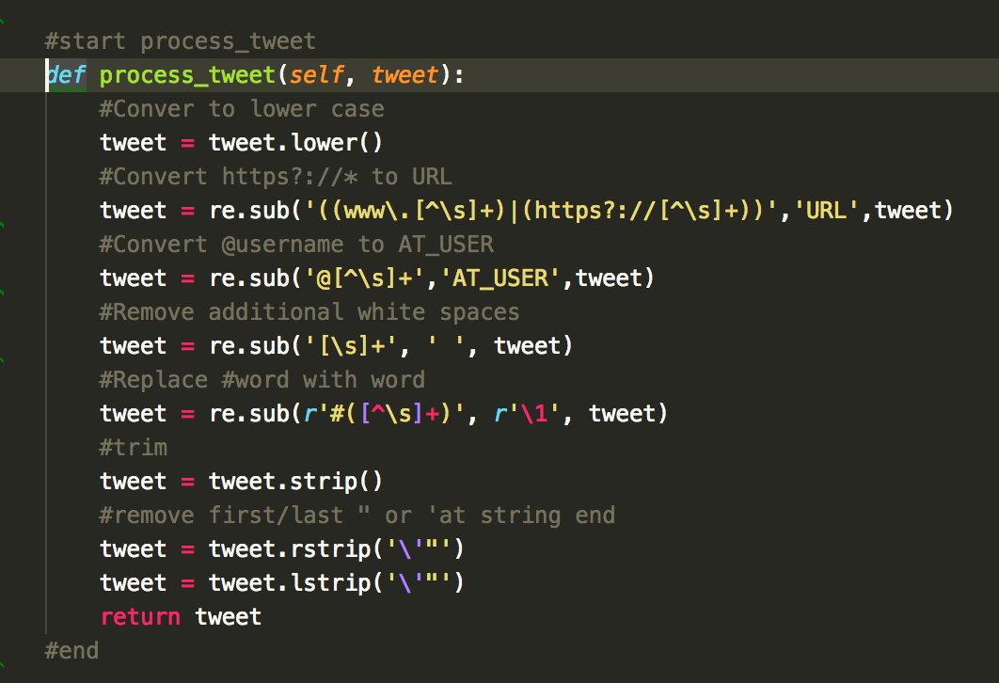 #start process_tweet
def process_tweet(self, tweet):
    #Conver to lower case
    tweet = tweet.lower()
    #Convert https?://* to URL
    tweet = re.sub('((www\.[^\s]+)|(https?://[^\s]+))','URL',tweet)
    #Convert @username to AT_USER
    tweet = re.sub('@[^\s]+','AT_USER',tweet)
    #Remove additional white spaces
    tweet = re.sub('[\s]+', ' ', tweet)
    #Replace #word with word
    tweet = re.sub(r'#([^\s]+)', r'\1', tweet)
    #trim
    tweet = tweet.strip()
    #remove first/last " or 'at string end
    tweet = tweet.rstrip('\'"')
    tweet = tweet.lstrip('\'"')
    return tweet
#end